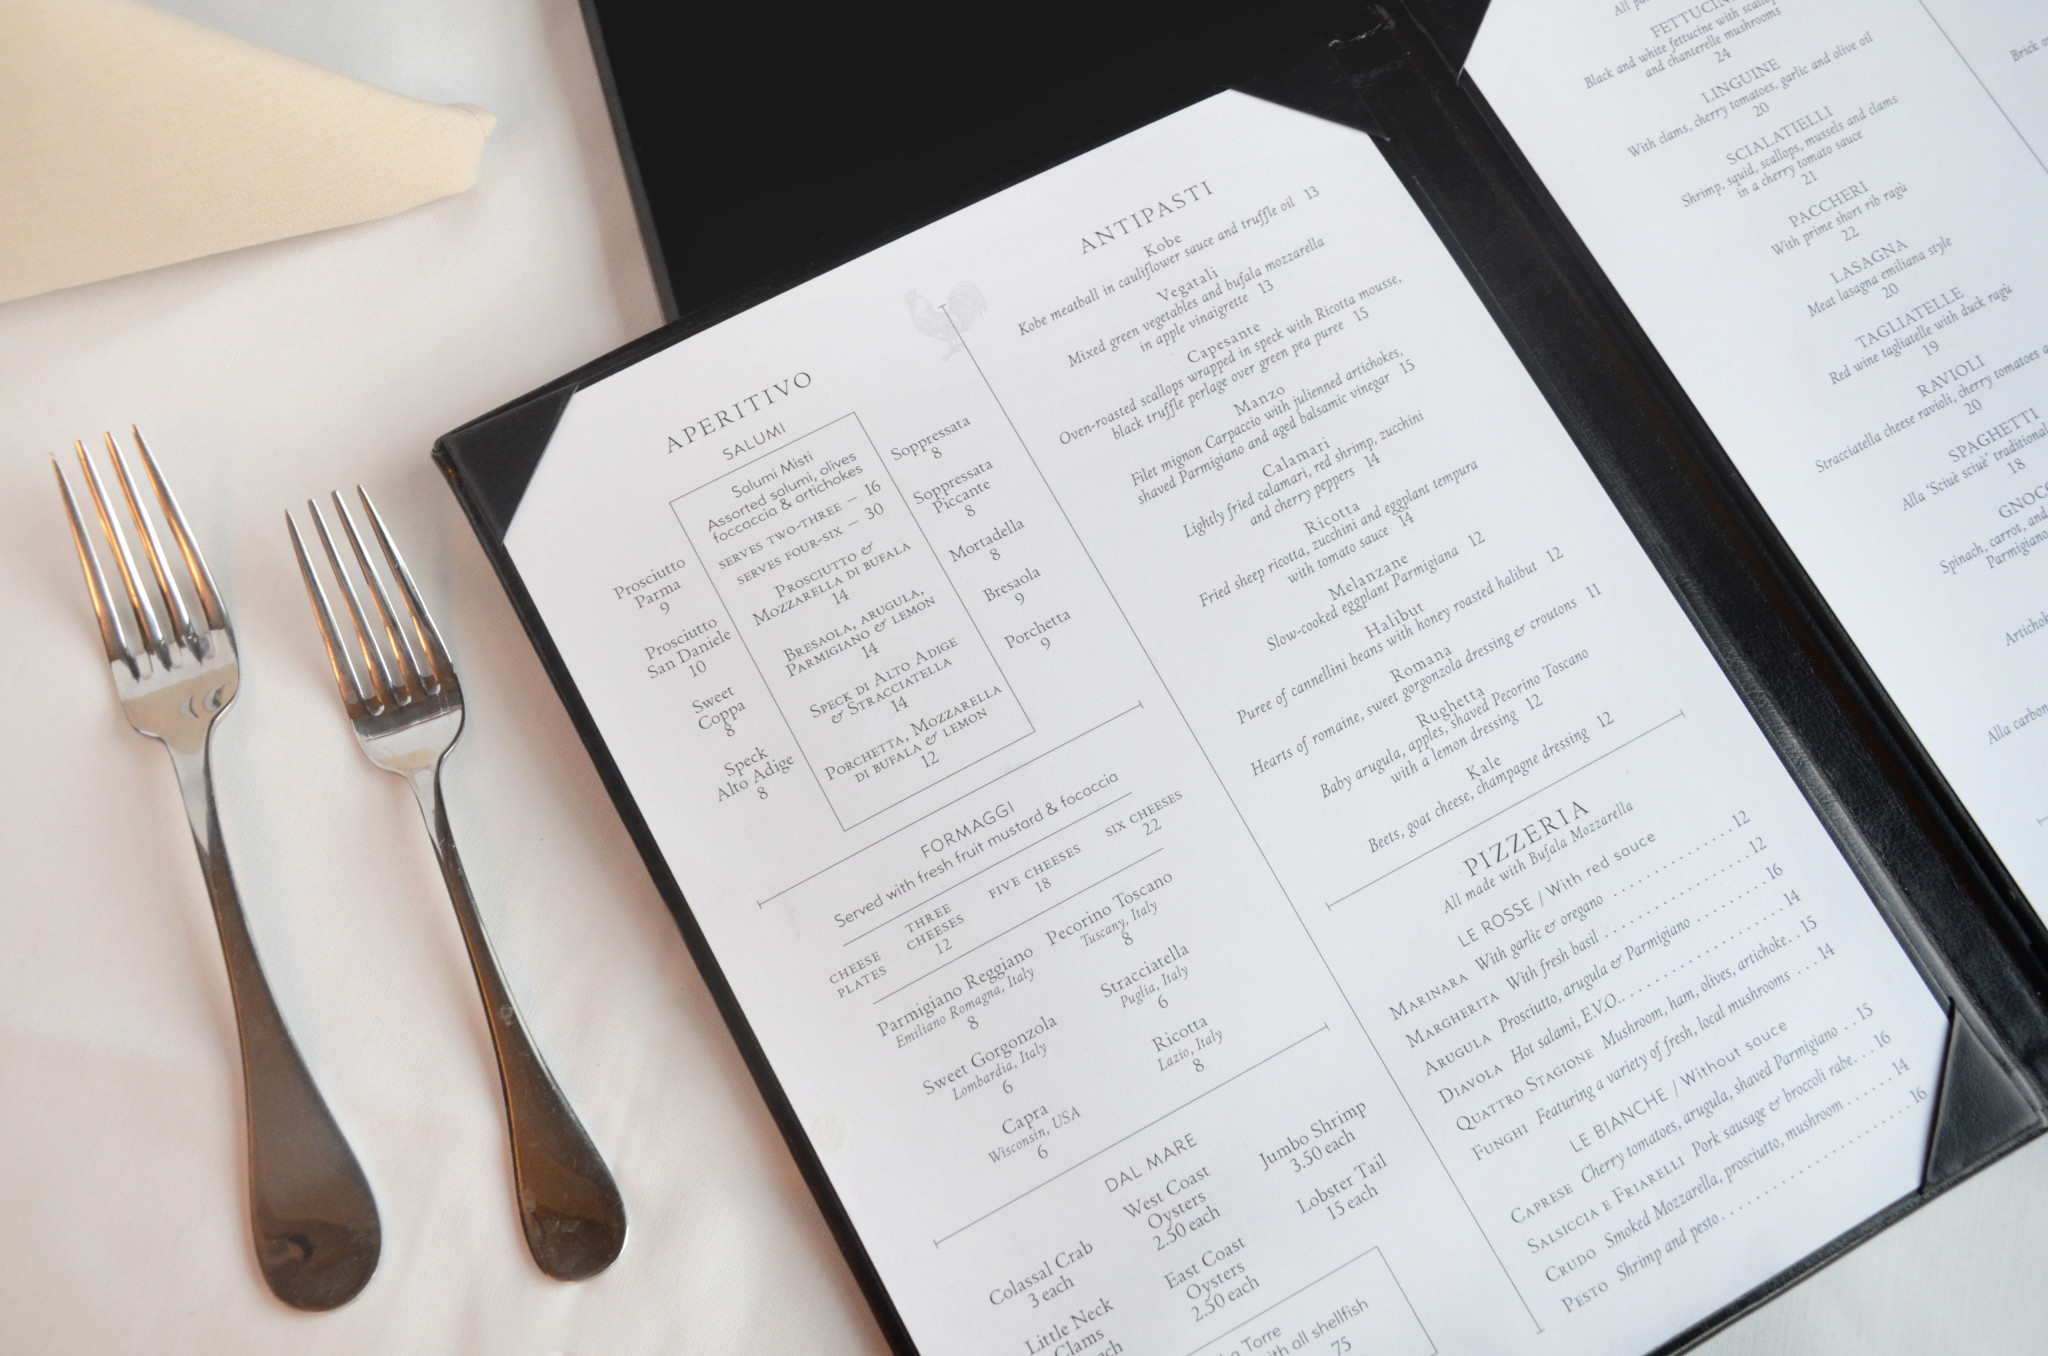 APERITIVO
SALUMI
Salumi Misti
Assorted salumi, olives
foccaccia & artichokes
SERVES TWO-THREE – 16
SERVES FOUR-SIX – 30
PROSCIUTTO &
MOZZARELLA DI BUFALA
14
BRESAOLA, ARUGULA,
PARMIGIANO & LEMON
14
SPECK DI ALTO ADIGE
& STRACCIATELLA
14
PORCHETTA, MOZZARELLA
DI BUFALA & LEMON
12
Prosciutto
Parma
9
Prosciutto
San Daniele
10
Sweet
Coppa
8
Speck
Alto Adige
8
Soppressata
8
Soppressata
Piccante
8
Mortadella
8
Bresaola
9
Porchetta
9
FORMAGGI
Served with fresh fruit mustard & focaccia
CHEESE
PLATES
THREE
CHEESES
12
FIVE CHEESES
18
SIX CHEESES
22
Parmigiano Reggiano
Emiliano Romagna, Italy
8
Sweet Gorgonzola
Lombardia, Italy
6
Capra
Wisconsin, USA
6
Pecorino Toscano
Tuscany, Italy
8
Stracciatella
Puglia, Italy
6
Ricotta
Lazio, Italy
8
DAL MARE
Colassal Crab
3 each
Little Neck
Clams
West Coast
Oysters
2.50 each
East Coast
Oysters
2.50 each
Jumbo Shrimp
3.50 each
Lobster Tail
15 each
Torre
with all shellfish
75
ANTIPASTI
Kobe
Kobe meatball in cauliflower sauce and truffle oil 13
Vegatali
Mixed green vegetables and bufala mozzarella
in apple vinaigrette 13
Capesante
Oven-roasted scallops wrapped in speck with Ricotta mousse,
black truffle perlage over green pea puree 15
Manzo
Filet mignon Carpaccio with julienned artichokes,
shaved Parmigiano and aged balsamic vinegar 15
Calamari
Lightly fried calamari, red shrimp, zucchini
and cherry peppers 14
Ricotta
Fried sheep ricotta, zucchini and eggplant tempura
with tomato sauce 14
Melanzane
Slow-cooked eggplant Parmigiana 12
Halibut
Puree of cannellini beans with honey roasted halibut 12
Romana
Hearts of romaine, sweet gorgonzola dressing & croutons 11
Rughetta
Baby arugula, apples, shaved Pecorino Toscano
with a lemon dressing 12
Kale
Beets, goat cheese, champagne dressing 12
PIZZERIA
All made with Bufala Mozzarella
LE ROSSE / With red sauce
MARINARA With garlic & oregano 12
MARGHERITA With fresh basil 12
ARUGULA Prosciutto, arugula & Parmigiano 16
DIAVOLA Hot salami, E.V.O. 14
QUATTRO STAGIONE Mushroom, ham, olives, artichoke 15
FUNGHI Featuring a variety of fresh, local mushrooms 14
LE BIANCHE / Without sauce
CAPRESE Cherry tomatoes, arugula, shaved Parmigiano 15
SALSICCIA E FRIARELLI Pork sausage & broccoli rabe 16
CRUDO Smoked Mozzarella, prosciutto, mushroom 14
PESTO Shrimp and pesto 16
All
FETTUCINE
Black and white fettucine with scallops
and chanterelle mushrooms
24
LINGUINE
With clams, cherry tomatoes, garlic and olive oil
20
SCIALATIELLI
Shrimp, squid, scallops, mussels and clams
in a cherry tomato sauce
21
PACCHERI
With prime short rib ragù
22
LASAGNA
Meat lasagna emiliana style
20
TAGLIATELLE
Red wine tagliatelle with duck ragù
19
RAVIOLI
Stracciatella cheese ravioli, cherry tomatoes
20
SPAGHETTI
Alla 'Sciuè sciuè' traditional
18
GNOCC
Spinach, carrot, and
Parmigiano
Artichok
Alla carbon
Brick